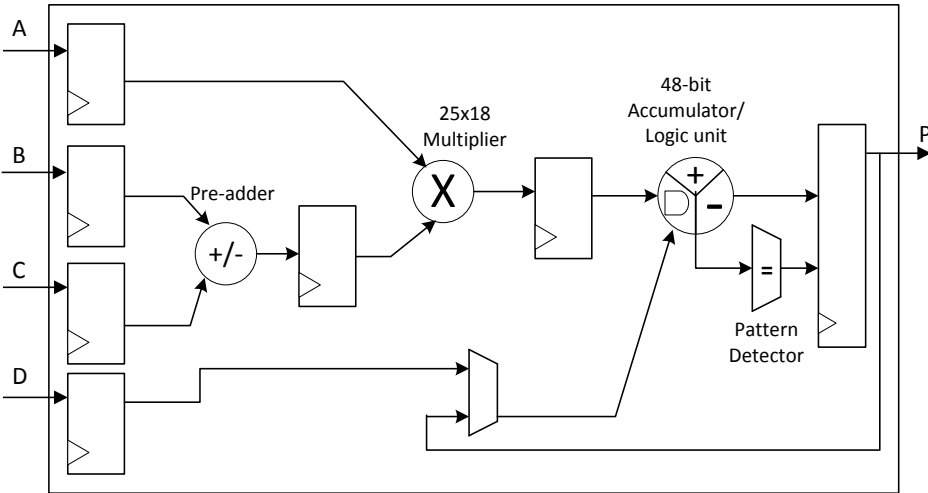 A
B
C
D
Pre-adder
+/-
25x18
Multiplier
X
48-bit
Accumulator/
Logic unit
+
-
=
Pattern
Detector
P